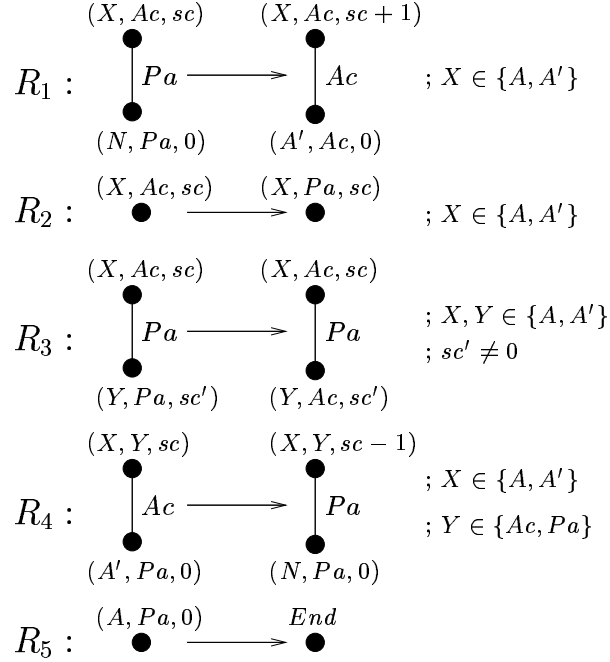 (X, Ac, sc) (X, Ac, sc + 1)
R₁ : Pa Ac ; X ∈ {A, A′}
(N, Pa, 0) (A′, Ac, 0)
(X, Ac, sc) (X, Pa, sc)
R₂ : ; X ∈ {A, A′}
(X, Ac, sc) (X, Ac, sc)
R₃ : Pa Pa ; X, Y ∈ {A, A′}
; sc′ ≠ 0
(Y, Pa, sc′) (Y, Ac, sc′)
(X, Y, sc) (X, Y, sc − 1)
; X ∈ {A, A′}
R₄ : Ac Pa
; Y ∈ {Ac, Pa}
(A′, Pa, 0) (N, Pa, 0)
(A, Pa, 0) End
R₅ :